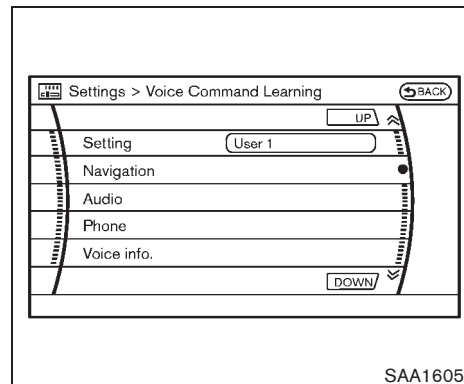 Settings > Voice Command Learning BACK
UP
Setting User 1
Navigation
Audio
Phone
Voice info.
DOWN
SAA1605